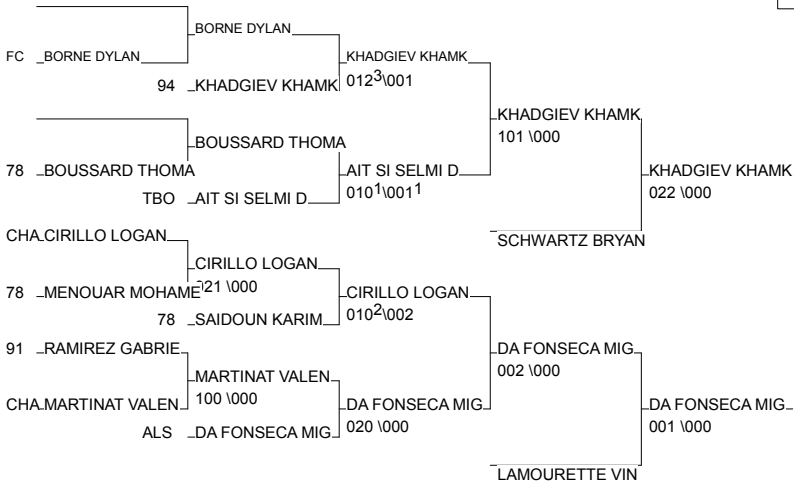 BORNE DYLAN
FC BORNE DYLAN KHADGIEV KHAMK
94 KHADGIEV KHAMK 012³\001
KHADGIEV KHAMK
101 \000
BOUSSARD THOMA
78 BOUSSARD THOMA AIT SI SELMI D KHADGIEV KHAMK
TBO AIT SI SELMI D 010¹\001¹ 022 \000
CHA CIRILLO LOGAN SCHWARTZ BRYAN
CIRILLO LOGAN
021 \000
78 MENOUAR MOHAME CIRILLO LOGAN
78 SAIDOUN KARIM 010²\002
91 RAMIREZ GABRIE DA FONSECA MIG
002 \000
MARTINAT VALEN
100 \000
CHA MARTINAT VALEN DA FONSECA MIG DA FONSECA MIG
ALS DA FONSECA MIG 020 \000 001 \000
LAMOURETTE VIN